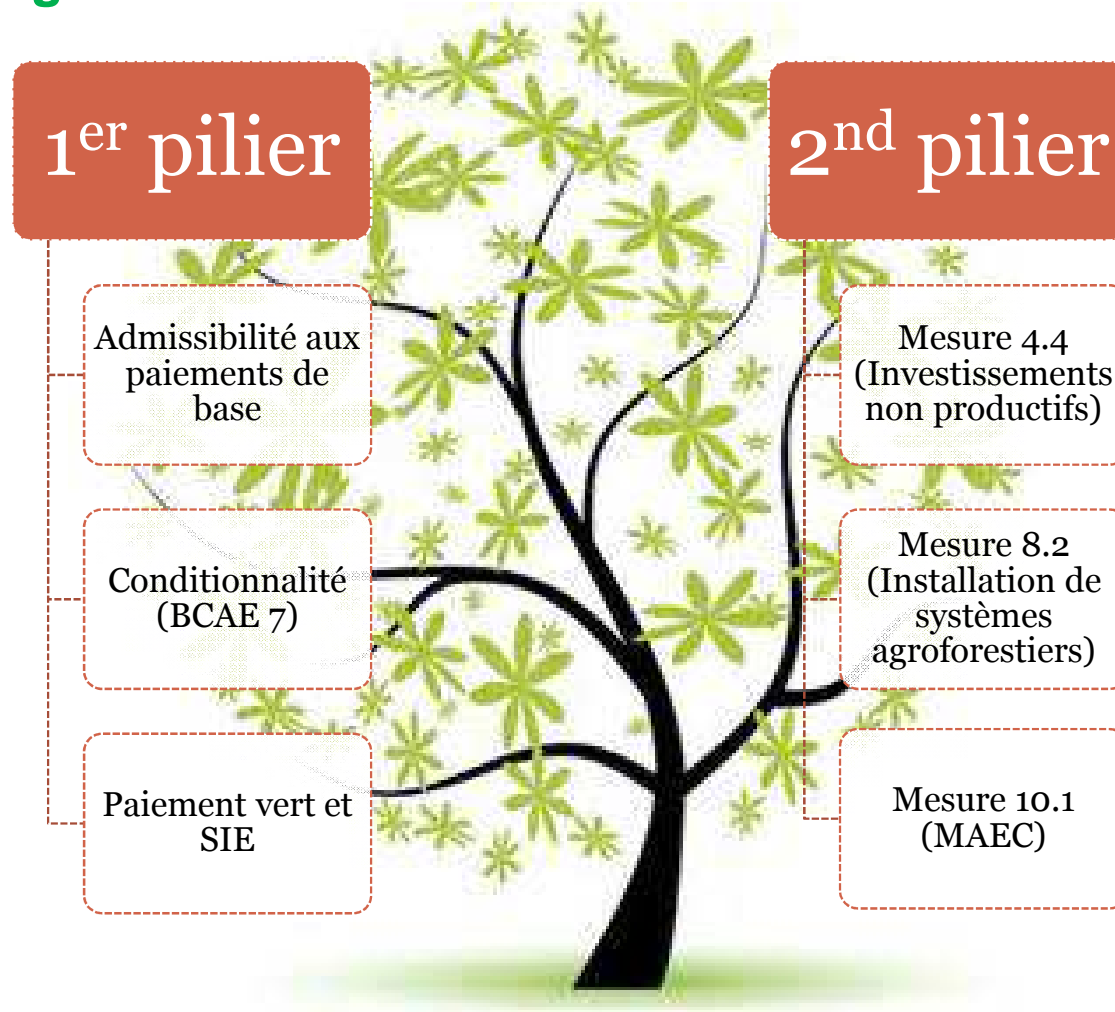 1er pilier
Admissibilité aux
paiements de
base
Conditionnalité
(BCAE 7)
Paiement vert et
SIE
2nd pilier
Mesure 4.4
(Investissements
non productifs)
Mesure 8.2
(Installation de
systèmes
agroforestiers)
Mesure 10.1
(MAEC)